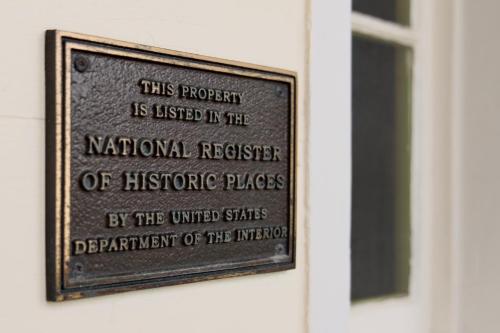 THIS PROPERTY
IS LISTED IN THE
NATIONAL REGISTER
OF HISTORIC PLACES
BY THE UNITED STATES
DEPARTMENT OF THE INTERIOR